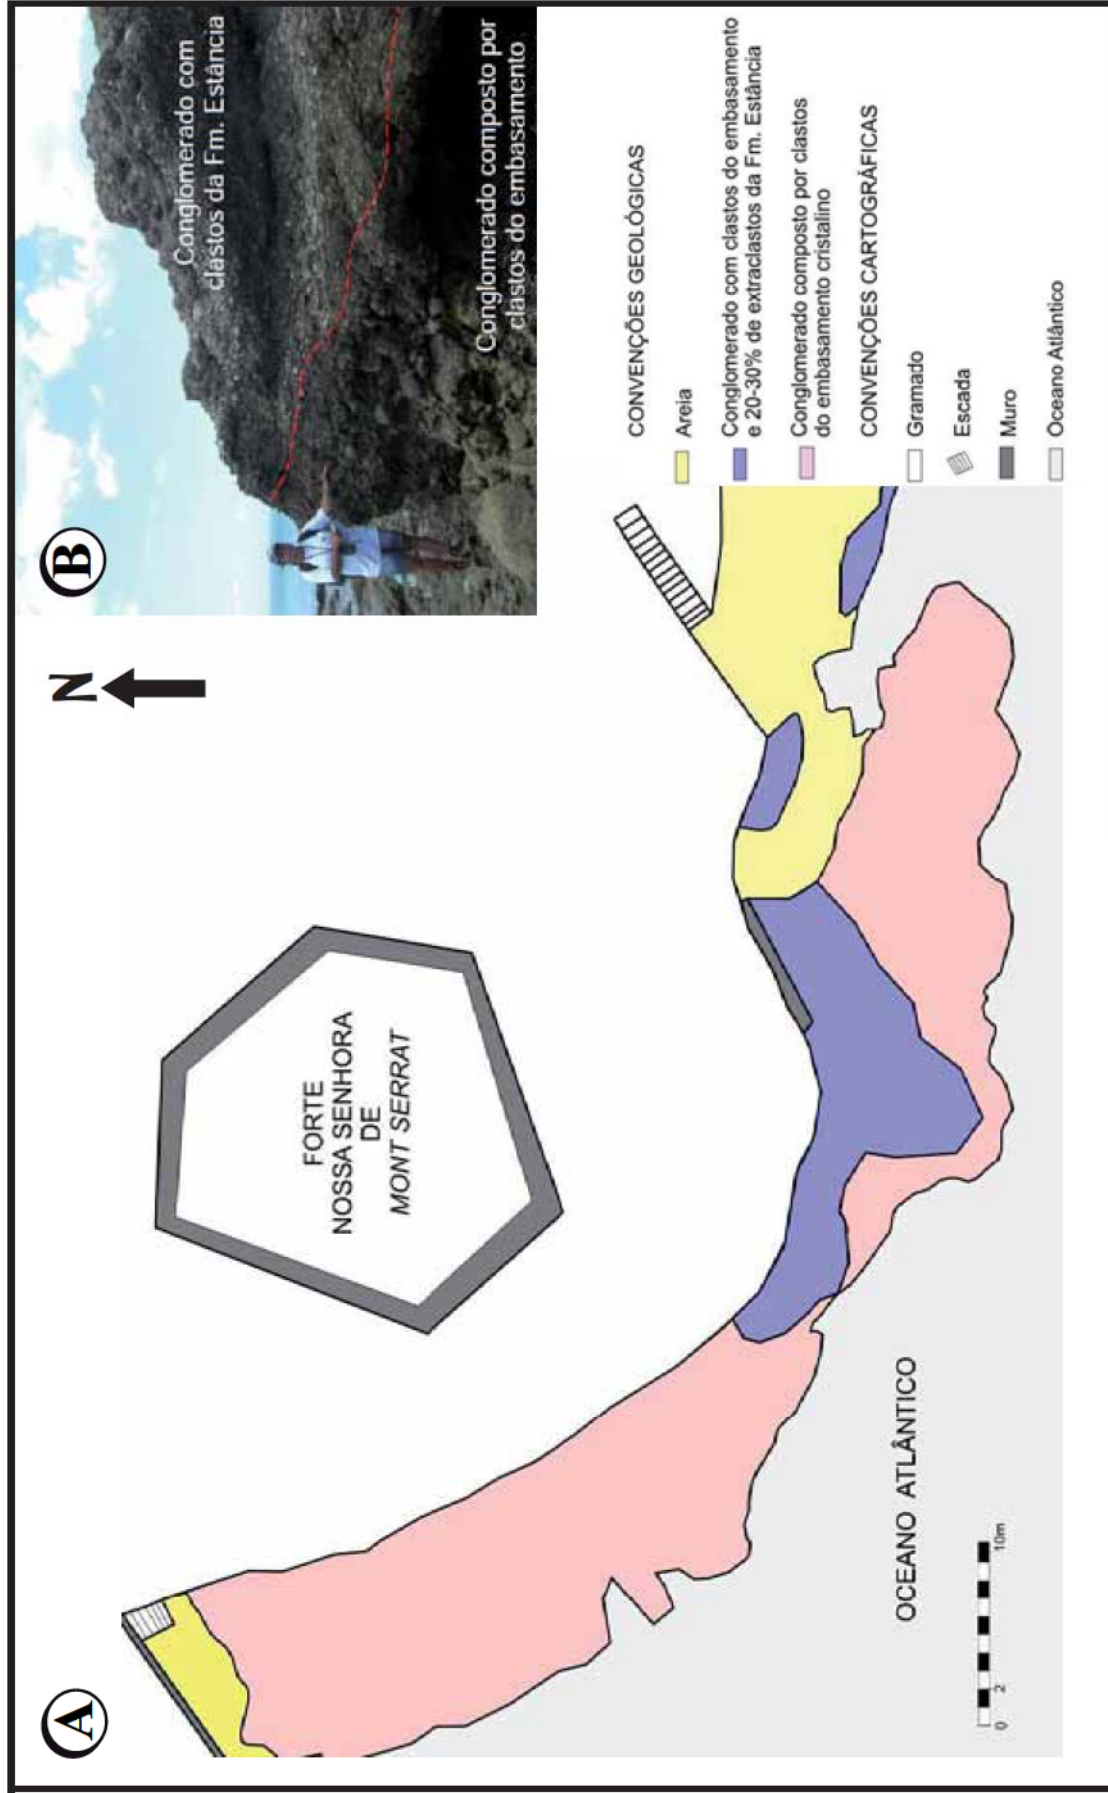 A
B
N
Conglomerado com
clastos da Fm. Estância
Conglomerado composto por
clastos do embasamento
FORTE
NOSSA SENHORA
DE
MONT SERRAT
OCEANO ATLÂNTICO
0 2 10m
CONVENÇÕES GEOLÓGICAS
Areia
Conglomerado com clastos do embasamento
e 20-30% de extraclastos da Fm. Estância
Conglomerado composto por clastos
do embasamento cristalino
CONVENÇÕES CARTOGRÁFICAS
Gramado
Escada
Muro
Oceano Atlântico